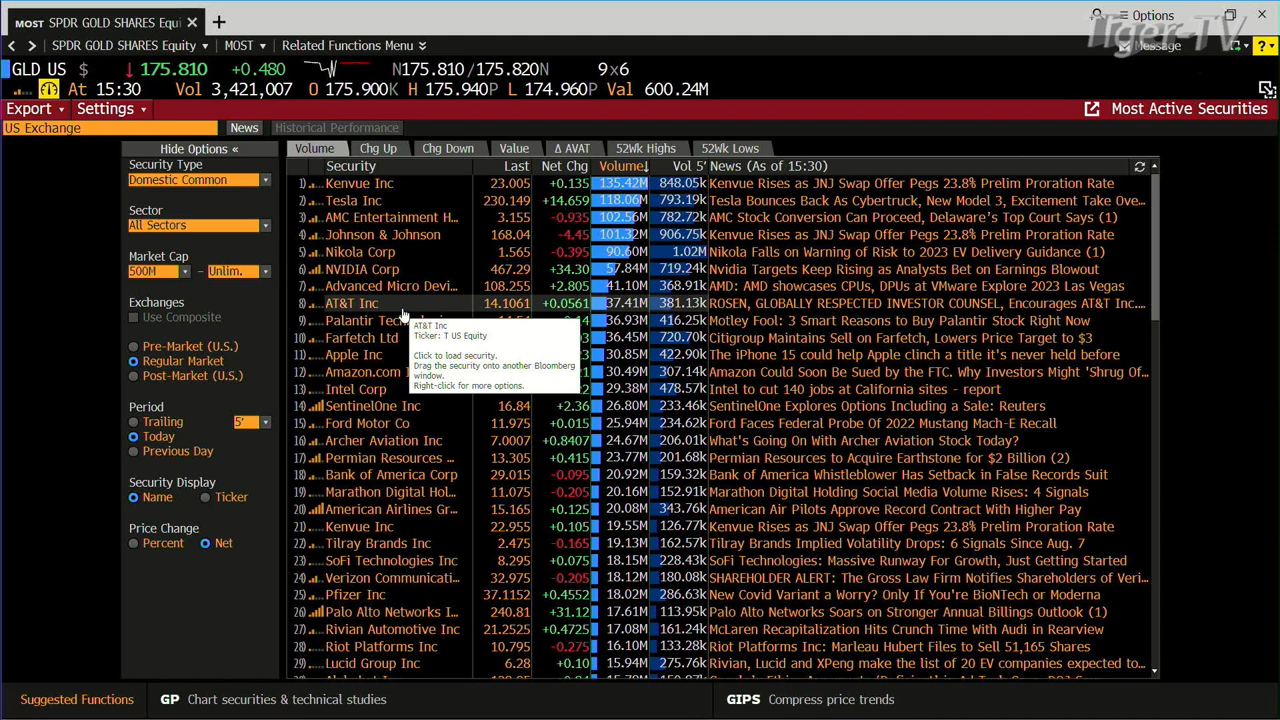 MOST SPDR GOLD SHARES Equi
Options
SPDR GOLD SHARES Equity MOST Related Functions Menu
Message
Tiger-TV
GLD US $ 175.810 +0.480 N175.810/175.820N 9x6
At 15:30 Vol 3,421,007 O 175.900K H 175.940P L 174.960P Val 600.24M
Export Settings Most Active Securities
US Exchange News Historical Performance
Hide Options « Volume Chg Up Chg Down Value Δ AVAT 52Wk Highs 52Wk Lows
Security Type
Domestic Common
Sector
All Sectors
Market Cap
500M - Unlim.
Exchanges
Use Composite
Pre-Market (U.S.)
Regular Market
Post-Market (U.S.)
Period
Trailing 5'
Today
Previous Day
Security Display
Name Ticker
Price Change
Percent Net
Security Last Net Chg Volume↓ Vol 5' News (As of 15:30)
1) Kenvue Inc 23.005 +0.135 135.42M 848.05k Kenvue Rises as JNJ Swap Offer Pegs 23.8% Prelim Proration Rate
2) Tesla Inc 230.149 +14.659 118.06M 793.19k Tesla Bounces Back As Cybertruck, New Model 3, Excitement Take Ove...
3) AMC Entertainment H... 3.155 -0.935 102.56M 782.72k AMC Stock Conversion Can Proceed, Delaware's Top Court Says (1)
4) Johnson & Johnson 168.04 -4.45 101.32M 906.75k Kenvue Rises as JNJ Swap Offer Pegs 23.8% Prelim Proration Rate
5) Nikola Corp 1.565 -0.395 90.60M 1.02M Nikola Falls on Warning of Risk to 2023 EV Delivery Guidance (1)
6) NVIDIA Corp 467.29 +34.30 57.84M 719.24k Nvidia Targets Keep Rising as Analysts Bet on Earnings Blowout
7) Advanced Micro Devi... 108.255 +2.805 41.10M 368.91k AMD: AMD showcases CPUs, DPUs at VMware Explore 2023 Las Vegas
8) AT&T Inc 14.1061 +0.0561 37.41M 381.13k ROSEN, GLOBALLY RESPECTED INVESTOR COUNSEL, Encourages AT&T Inc....
9) Palantir 36.93M 416.25k Motley Fool: 3 Smart Reasons to Buy Palantir Stock Right Now
10) Farfetch Ltd 36.45M 720.70k Citigroup Maintains Sell on Farfetch, Lowers Price Target to $3
11) Apple Inc 30.85M 422.90k The iPhone 15 could help Apple clinch a title it's never held before
12) Amazon.com 30.49M 307.14k Amazon Could Soon Be Sued by the FTC. Why Investors Might 'Shrug Of...
13) Intel Corp 29.38M 478.57k Intel to cut 140 jobs at California sites - report
AT&T Inc
Ticker: T US Equity
Click to load security.
Drag the security onto another Bloomberg
window.
Right-click for more options.
14) SentinelOne Inc 16.84 +2.36 26.80M 233.46k SentinelOne Explores Options Including a Sale: Reuters
15) Ford Motor Co 11.975 +0.015 25.94M 234.62k Ford Faces Federal Probe Of 2022 Mustang Mach-E Recall
16) Archer Aviation Inc 7.0007 +0.8407 24.67M 206.01k What's Going On With Archer Aviation Stock Today?
17) Permian Resources ... 13.305 +0.415 23.77M 201.68k Permian Resources to Acquire Earthstone for $2 Billion (2)
18) Bank of America Corp 29.015 -0.095 20.92M 159.32k Bank of America Whistleblower Has Setback in False Records Suit
19) Marathon Digital Hol... 11.075 -0.205 20.16M 152.91k Marathon Digital Holding Social Media Volume Rises: 4 Signals
20) American Airlines Gr... 15.165 +0.125 20.08M 343.76k American Air Pilots Approve Record Contract With Higher Pay
21) Kenvue Inc 22.955 +0.105 19.55M 126.77k Kenvue Rises as JNJ Swap Offer Pegs 23.8% Prelim Proration Rate
22) Tilray Brands Inc 2.475 -0.165 19.13M 162.57k Tilray Brands Implied Volatility Drops: 6 Signals Since Aug. 7
23) SoFi Technologies Inc 8.295 +0.075 18.15M 228.38k SoFi Technologies: Massive Runway For Growth, Just Getting Started
24) Verizon Communicati... 32.975 -0.205 18.12M 180.08k SHAREHOLDER ALERT: The Gross Law Firm Notifies Shareholders of Veri...
25) Pfizer Inc 37.1152 +0.4552 18.02M 286.63k New Covid Variant a Worry? Only If You're BioNTech or Moderna
26) Palo Alto Networks I... 240.81 +31.12 17.61M 113.95k Palo Alto Networks Soars on Stronger Annual Billings Outlook (1)
27) Rivian Automotive Inc 21.2525 +0.4725 17.08M 161.24k McLaren Recapitalization Hits Crunch Time With Audi in Rearview
28) Riot Platforms Inc 10.795 -0.275 16.10M 133.28k Riot Platforms Inc: Marleau Hubert Files to Sell 51,165 Shares
29) Lucid Group Inc 6.28 +0.10 15.94M 275.76k Rivian, Lucid and XPeng make the list of 20 EV companies expected to...
Suggested Functions GP Chart securities & technical studies GIPS Compress price trends